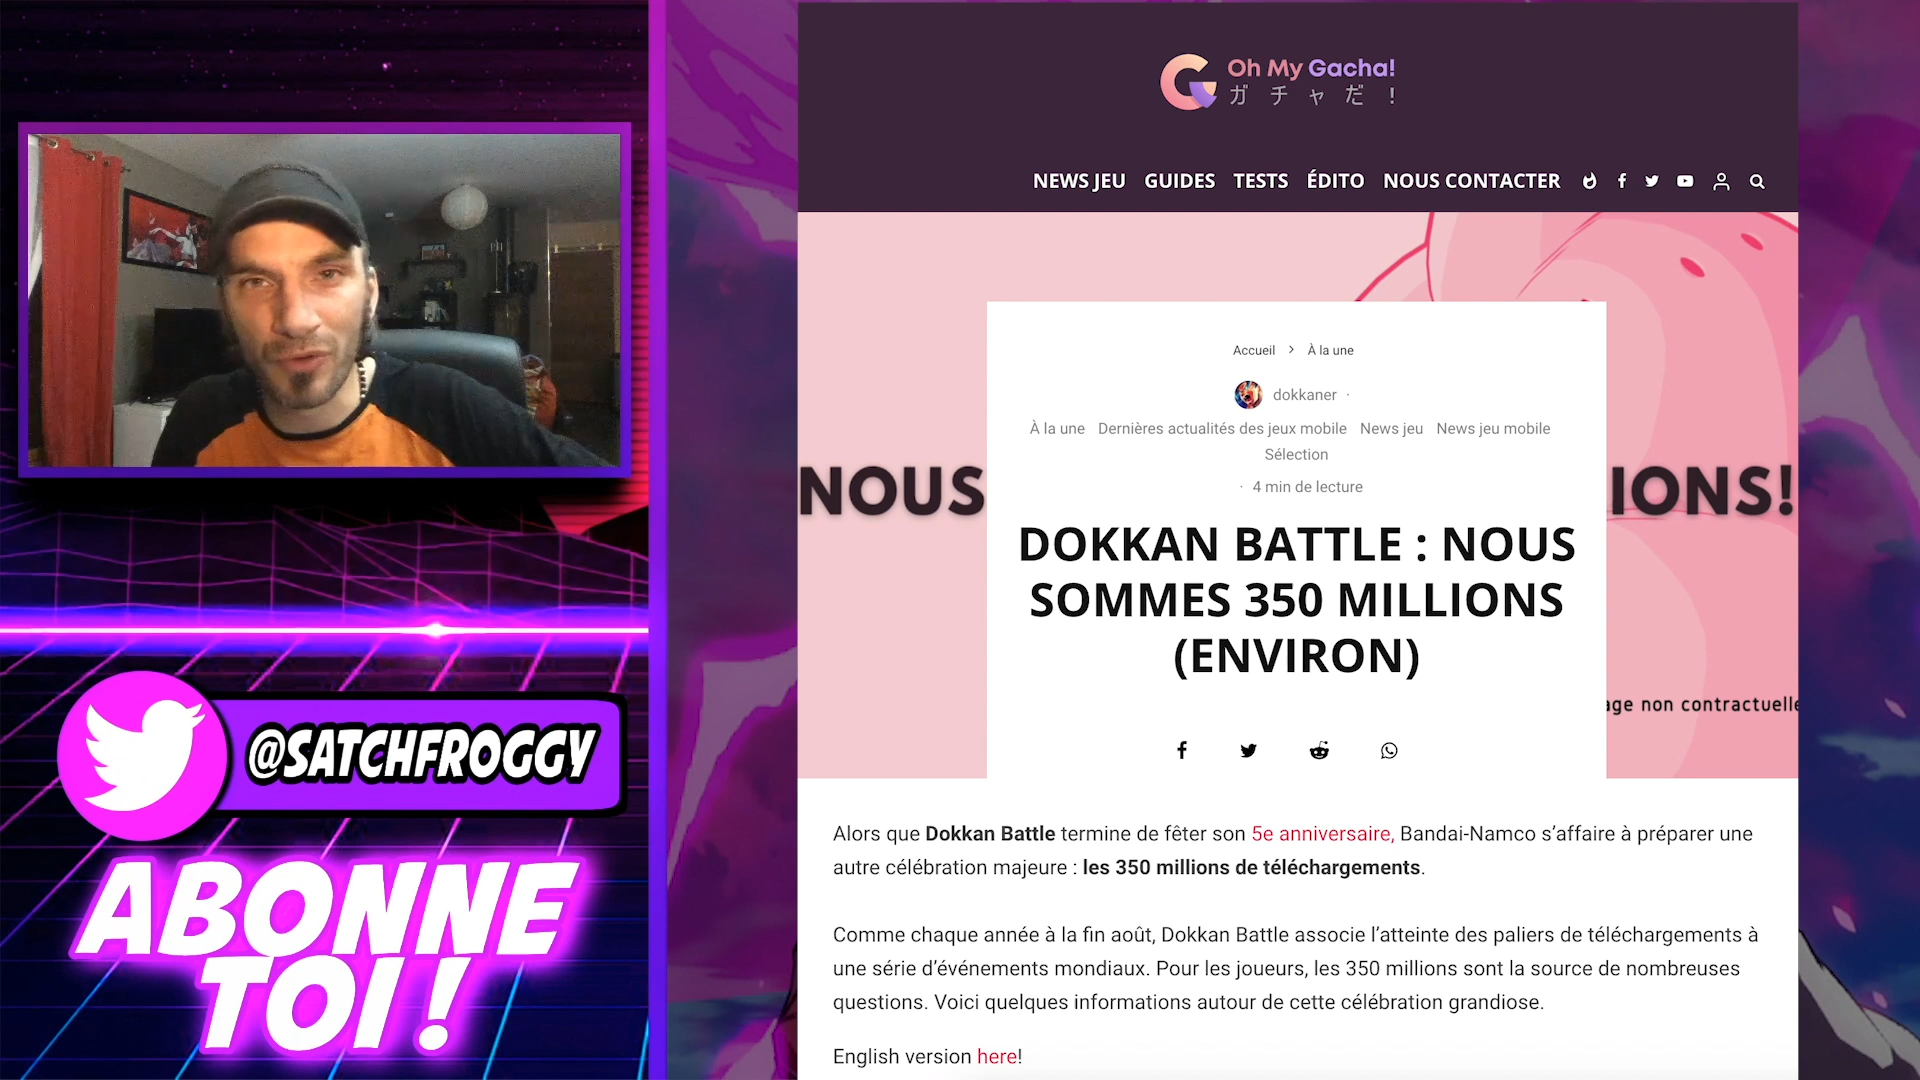 @SATCHFROGGY
ABONNE
TOI !
Oh My Gacha!
ガチャだ！
NEWS JEU GUIDES TESTS ÉDITO NOUS CONTACTER
Accueil > À la une
dokkaner ·
À la une Dernières actualités des jeux mobile News jeu News jeu mobile
Sélection
· 4 min de lecture
NOUS
IONS!
DOKKAN BATTLE : NOUS
SOMMES 350 MILLIONS
(ENVIRON)
age non contractuelle
Alors que Dokkan Battle termine de fêter son 5e anniversaire, Bandai-Namco s’affaire à préparer une
autre célébration majeure : les 350 millions de téléchargements.
Comme chaque année à la fin août, Dokkan Battle associe l’atteinte des paliers de téléchargements à
une série d’événements mondiaux. Pour les joueurs, les 350 millions sont la source de nombreuses
questions. Voici quelques informations autour de cette célébration grandiose.
English version here!